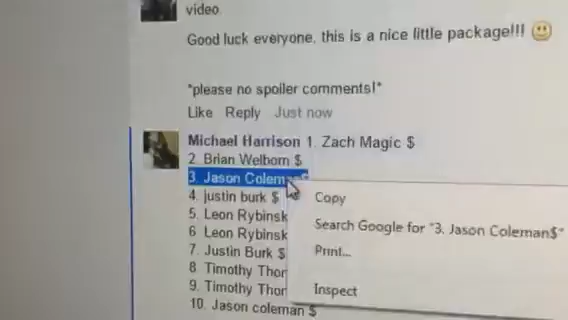 video.
Good luck everyone, this is a nice little package!!!
*please no spoiler comments!*
Like Reply Just now
Michael Harrison 1. Zach Magic $
2. Brian Welborn $
3. Jason Colem
4. justin burk $
5. Leon Rybinsk
6 Leon Rybinsk
7. Justin Burk $
8 Timothy Thor
9. Timothy Thor
10. Jason coleman $
Copy
Search Google for "3. Jason Coleman$"
Print...
Inspect